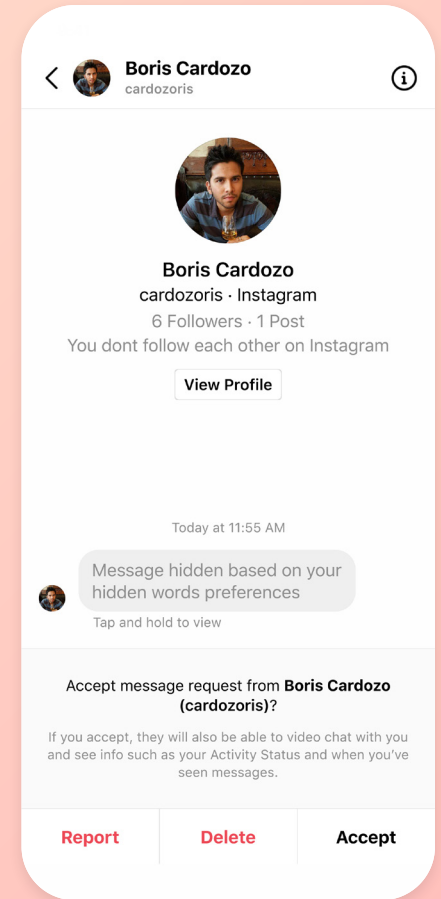 Boris Cardozo
cardozoris
Boris Cardozo
cardozoris · Instagram
6 Followers · 1 Post
You dont follow each other on Instagram
View Profile
Today at 11:55 AM
Message hidden based on your
hidden words preferences
Tap and hold to view
Accept message request from Boris Cardozo
(cardozoris)?
If you accept, they will also be able to video chat with you
and see info such as your Activity Status and when you've
seen messages.
Report
Delete
Accept